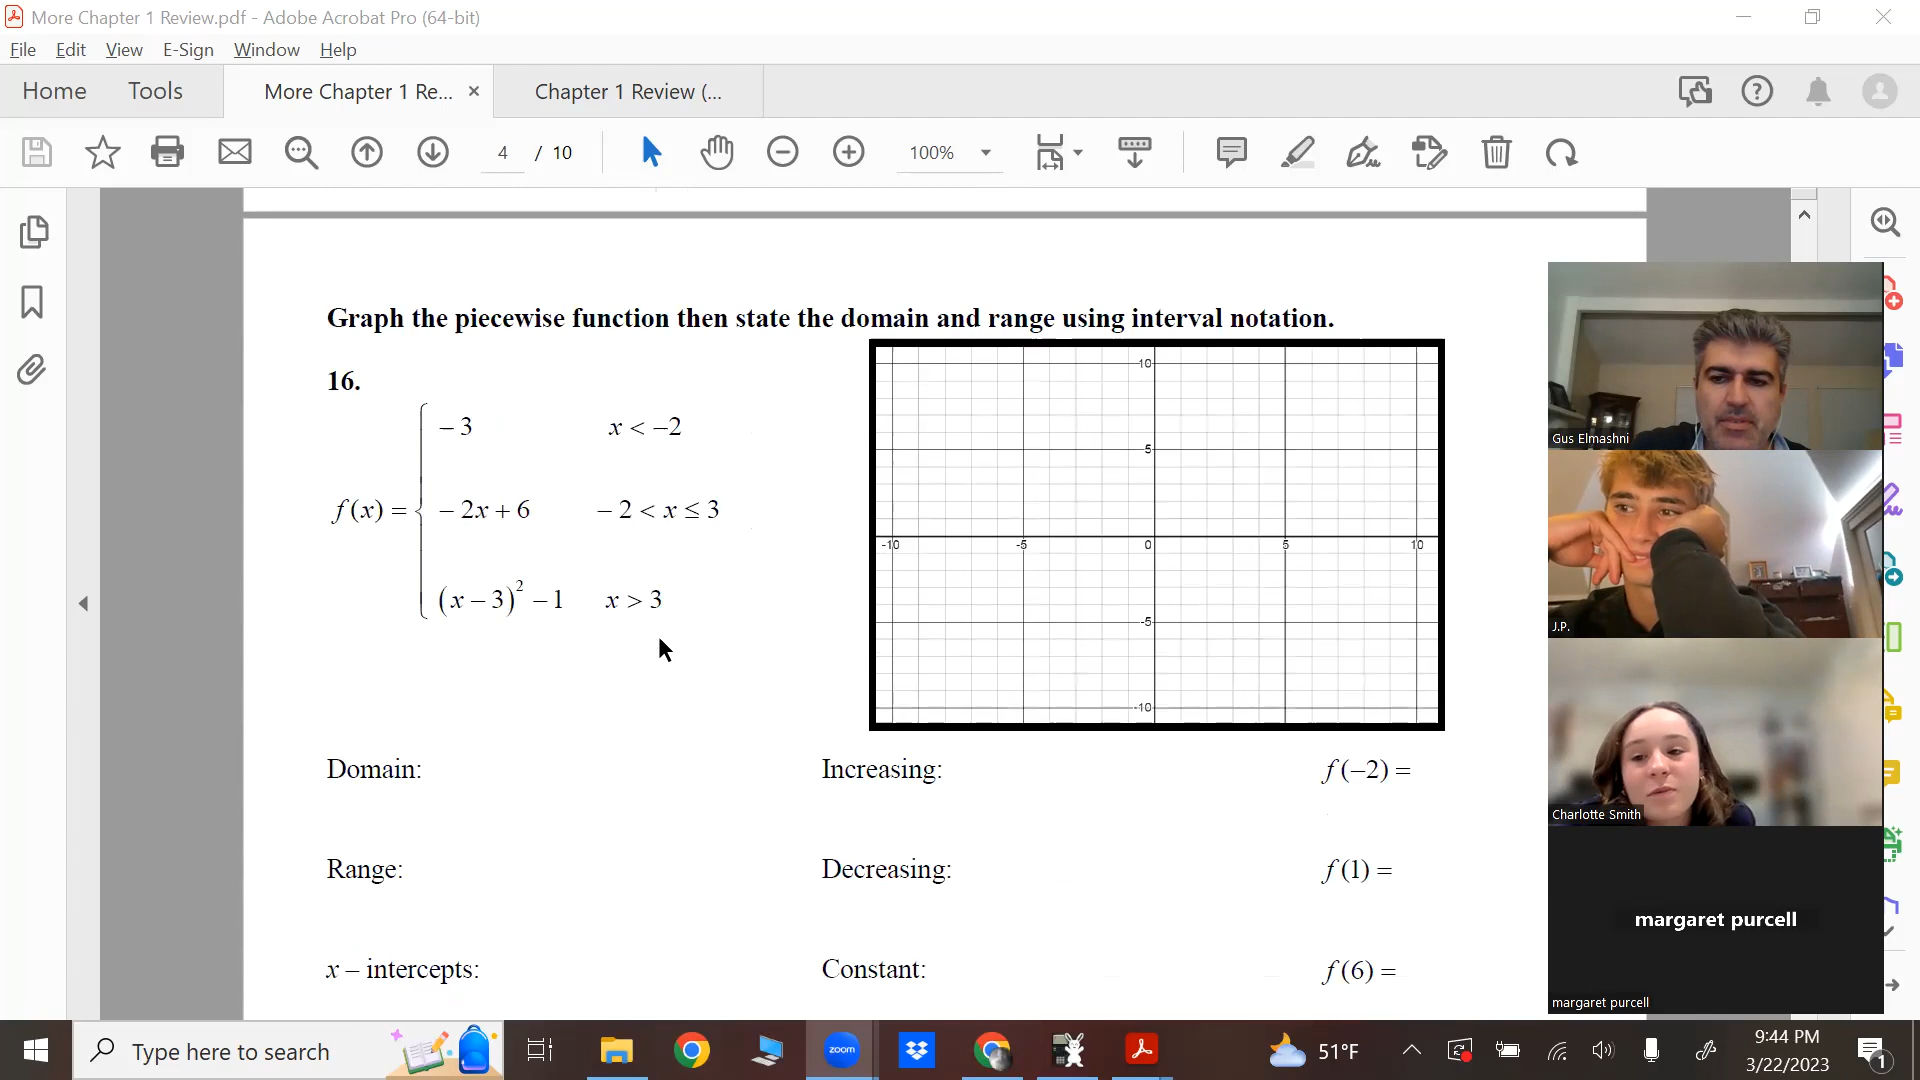 More Chapter 1 Review.pdf - Adobe Acrobat Pro (64-bit)
File Edit View E-Sign Window Help
Home Tools More Chapter 1 Re... × Chapter 1 Review (...
4 / 10 100%
Graph the piecewise function then state the domain and range using interval notation.
16.
f(x) = { −3 x < −2
−2x + 6 −2 < x ≤ 3
(x − 3)² − 1 x > 3
10
5
-10 -5 0 5 10
-5
-10
Domain: Increasing: f(−2) =
Range: Decreasing: f(1) =
x – intercepts: Constant: f(6) =
Gus Elmashni
J.P.
Charlotte Smith
margaret purcell
margaret purcell
Type here to search zoom 51°F 9:44 PM
3/22/2023 1